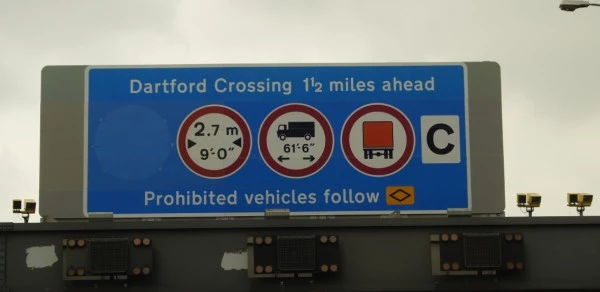 Dartford Crossing 1½ miles ahead
2.7 m
9'-0"
61'-6"
C
Prohibited vehicles follow